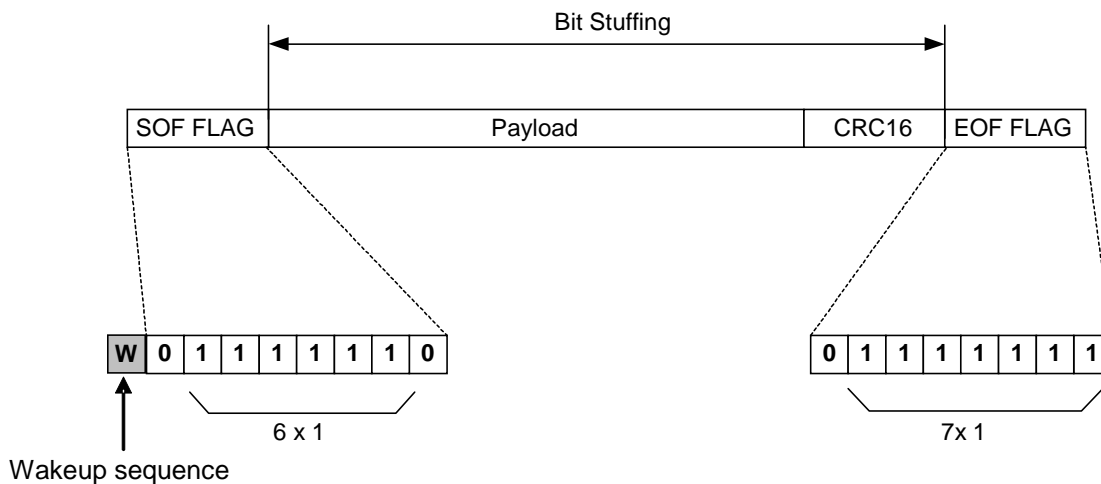 Bit Stuffing
SOF FLAG Payload CRC16 EOF FLAG
W 0 1 1 1 1 1 1 0 0 1 1 1 1 1 1 1
6 x 1 7x 1
Wakeup sequence